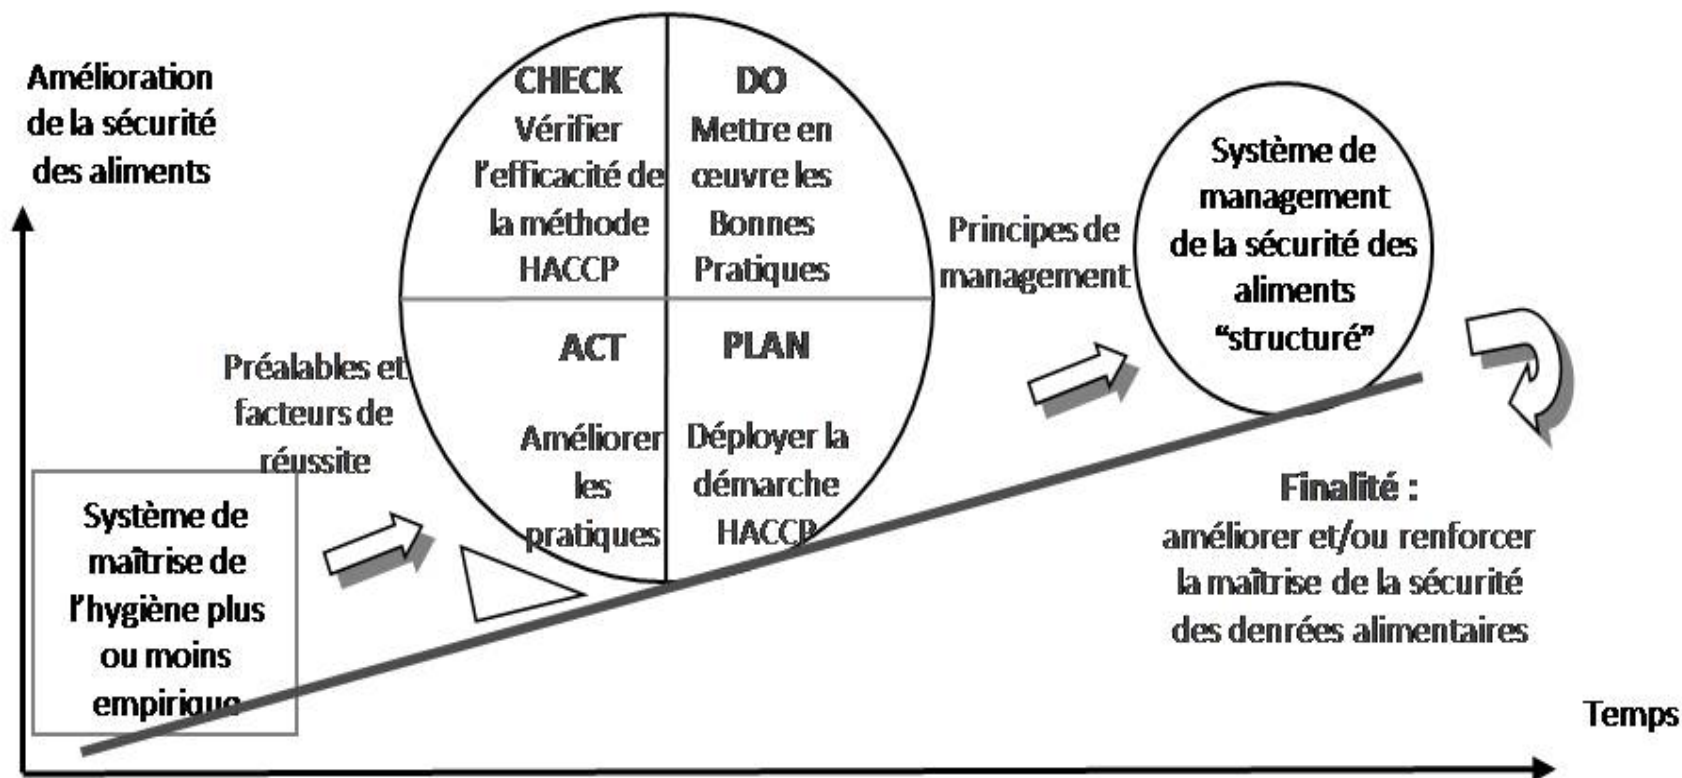 Amélioration
de la sécurité
des aliments
CHECK
Vérifier
l'efficacité de
la méthode
HACCP
DO
Mettre en
œuvre les
Bonnes
Pratiques
ACT
Améliorer
les
pratiques
PLAN
Déployer la
démarche
HACCP
Préalables et
facteurs de
réussite
Système de
maîtrise de
l'hygiène plus
ou moins
empirique
Principes de
management
Système de
management
de la sécurité des
aliments
“structuré”
Finalité :
améliorer et/ou renforcer
la maîtrise de la sécurité
des denrées alimentaires
Temps